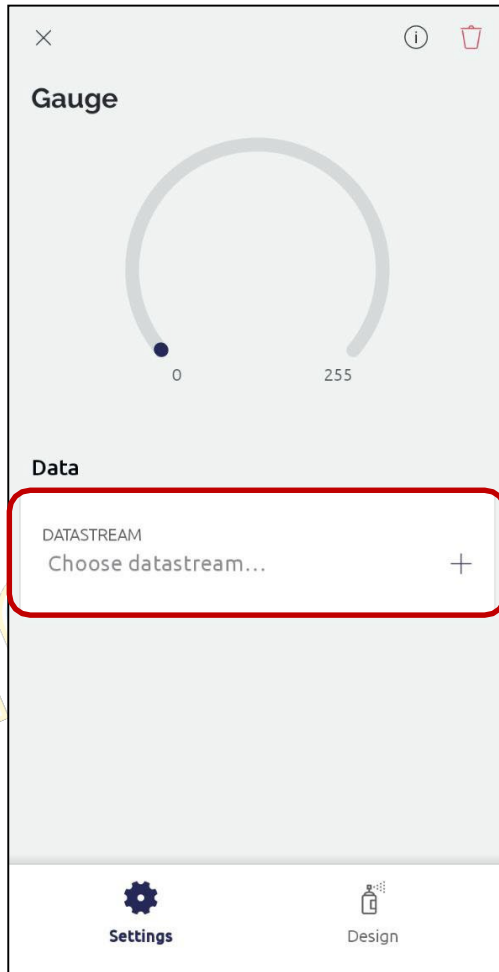 Gauge
0 255
Data
DATASTREAM
Choose datastream...
Settings Design